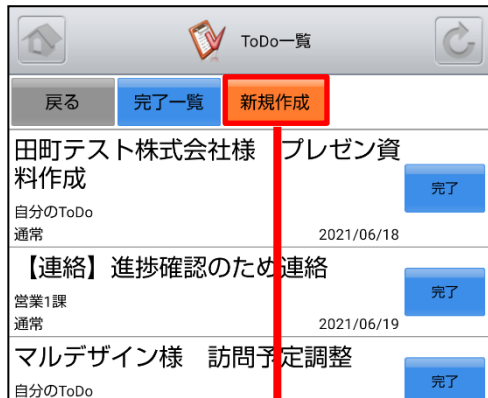 ToDo一覧
戻る 完了一覧 新規作成
田町テスト株式会社様　プレゼン資
料作成
完了
自分のToDo
通常 2021/06/18
【連絡】進捗確認のため連絡
完了
営業1課
通常 2021/06/19
マルデザイン様　訪問予定調整
完了
自分のToDo